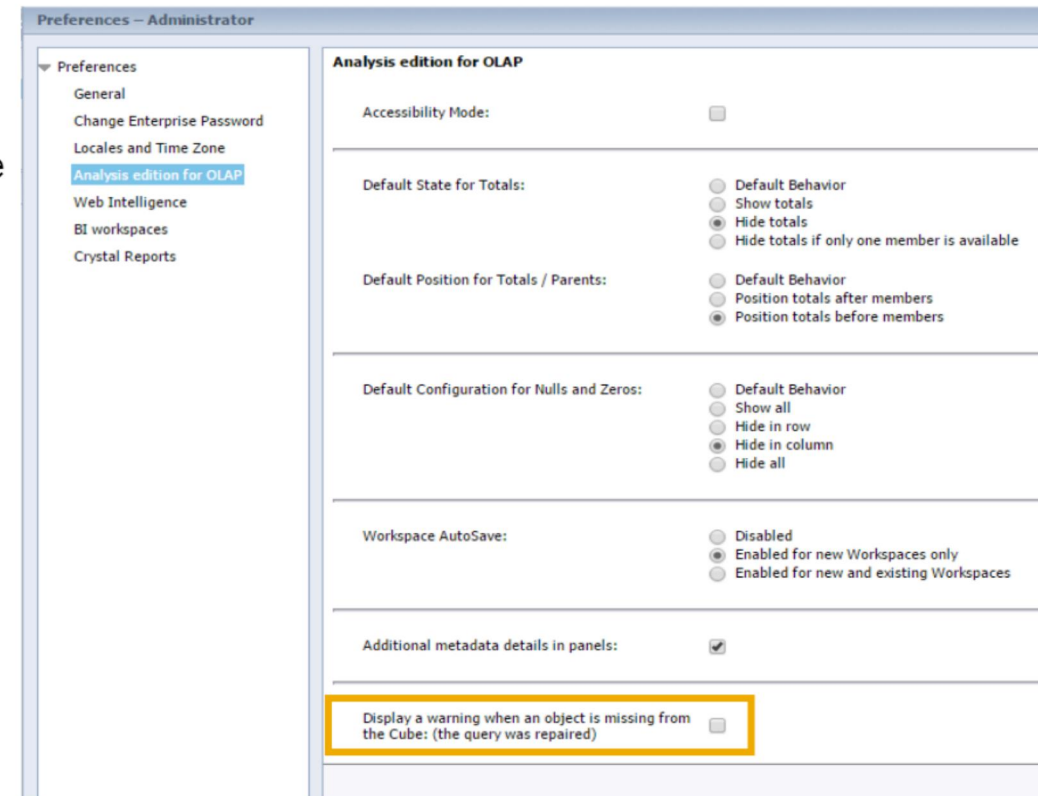 Preferences – Administrator
Preferences
General
Change Enterprise Password
Locales and Time Zone
Analysis edition for OLAP
Web Intelligence
BI workspaces
Crystal Reports
e
Analysis edition for OLAP
Accessibility Mode:
Default State for Totals:
Default Behavior
Show totals
Hide totals
Hide totals if only one member is available
Default Position for Totals / Parents:
Default Behavior
Position totals after members
Position totals before members
Default Configuration for Nulls and Zeros:
Default Behavior
Show all
Hide in row
Hide in column
Hide all
Workspace AutoSave:
Disabled
Enabled for new Workspaces only
Enabled for new and existing Workspaces
Additional metadata details in panels:
Display a warning when an object is missing from
the Cube: (the query was repaired)